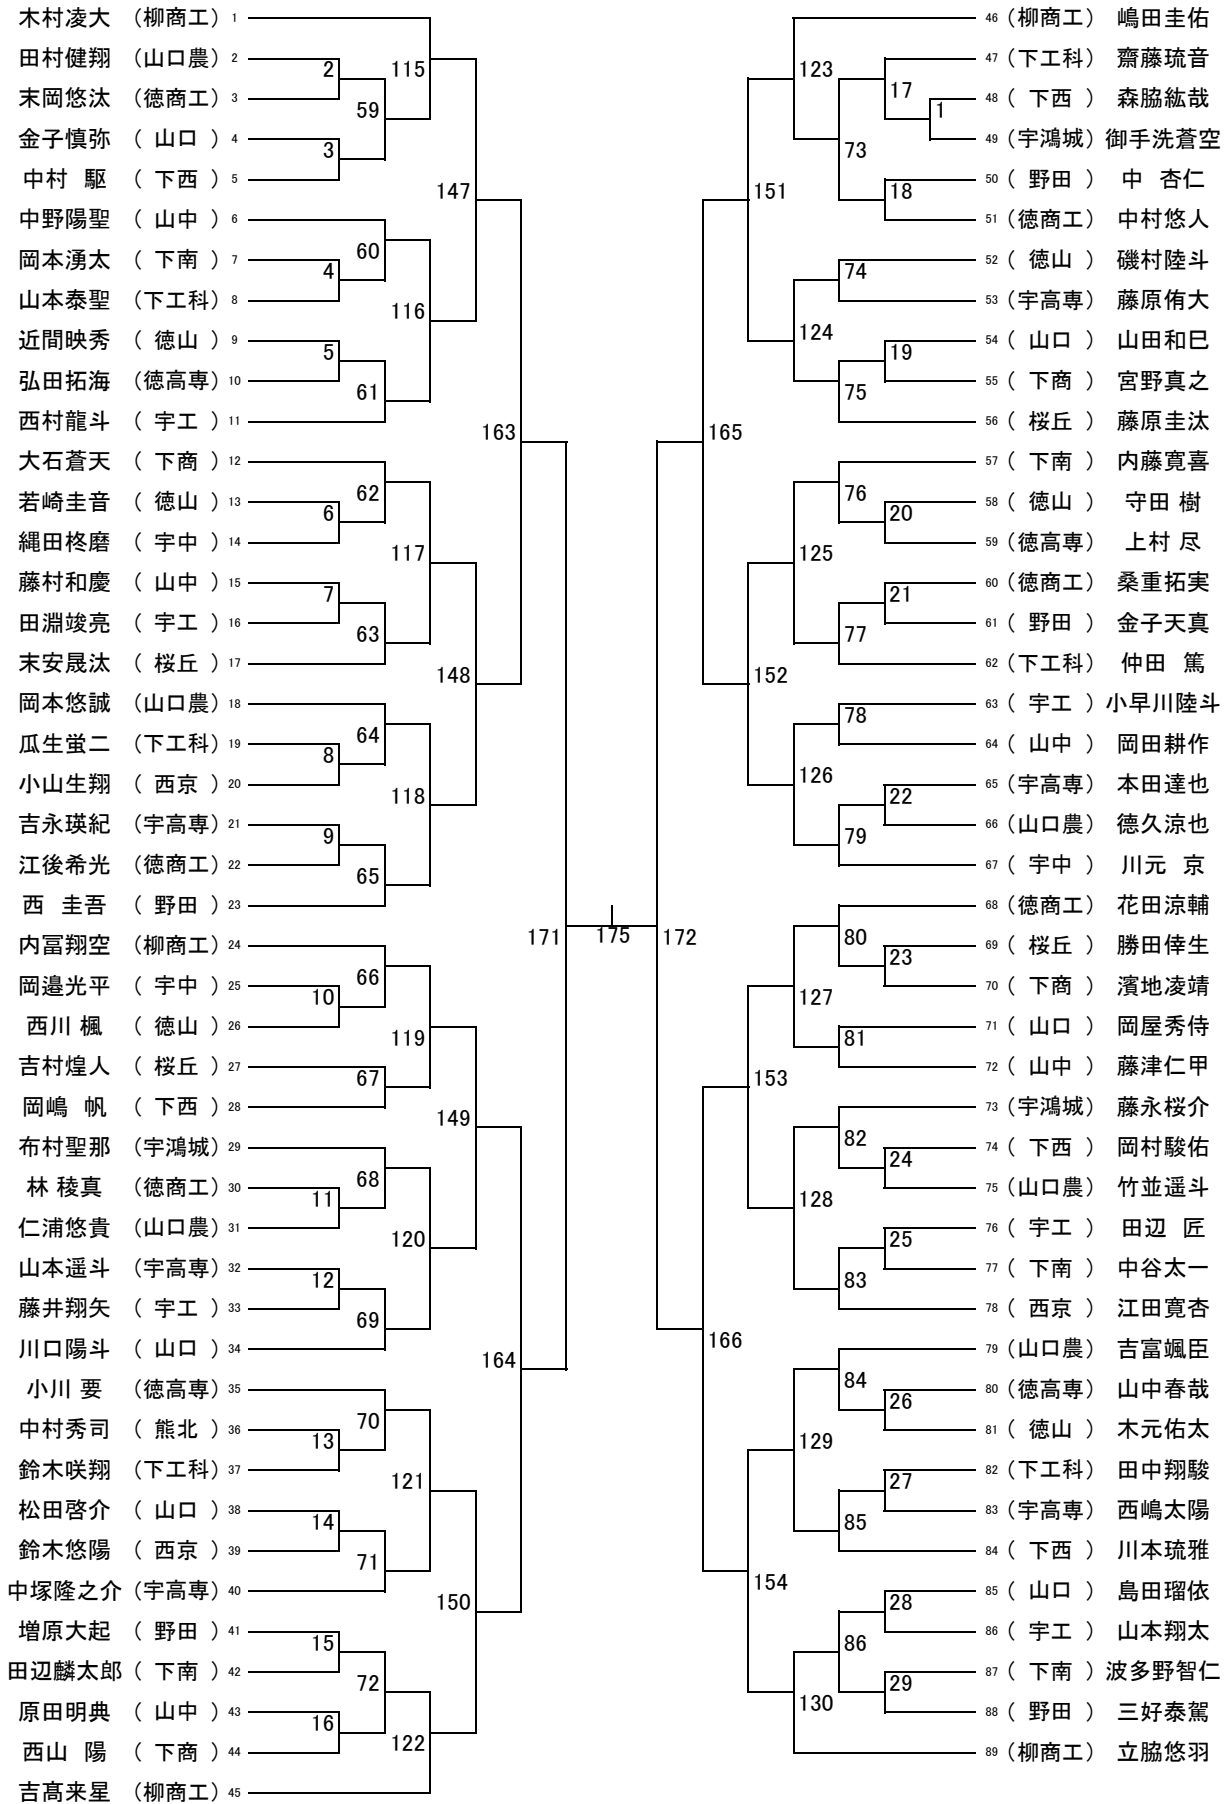 木村凌大 （柳商工） 1
田村健翔 （山口農） 2
末岡悠汰 （徳商工） 3
金子慎弥 （ 山口 ） 4
中村 駆 （ 下西 ） 5
中野陽聖 （ 山中 ） 6
岡本湧太 （ 下南 ） 7
山本泰聖 （下工科） 8
近間映秀 （ 徳山 ） 9
弘田拓海 （徳高専） 10
西村龍斗 （ 宇工 ） 11
大石蒼天 （ 下商 ） 12
若崎圭音 （ 徳山 ） 13
縄田柊磨 （ 宇中 ） 14
藤村和慶 （ 山中 ） 15
田淵竣亮 （ 宇工 ） 16
末安晟汰 （ 桜丘 ） 17
岡本悠誠 （山口農） 18
瓜生蛍二 （下工科） 19
小山生翔 （ 西京 ） 20
吉永瑛紀 （宇高専） 21
江後希光 （徳商工） 22
西 圭吾 （ 野田 ） 23
内冨翔空 （柳商工） 24
岡邉光平 （ 宇中 ） 25
西川 楓 （ 徳山 ） 26
吉村煌人 （ 桜丘 ） 27
岡嶋 帆 （ 下西 ） 28
布村聖那 （宇鴻城） 29
林 稜真 （徳商工） 30
仁浦悠貴 （山口農） 31
山本遥斗 （宇高専） 32
藤井翔矢 （ 宇工 ） 33
川口陽斗 （ 山口 ） 34
小川 要 （徳高専） 35
中村秀司 （ 熊北 ） 36
鈴木咲翔 （下工科） 37
松田啓介 （ 山口 ） 38
鈴木悠陽 （ 西京 ） 39
中塚隆之介 （宇高専） 40
増原大起 （ 野田 ） 41
田辺麟太郎 （ 下南 ） 42
原田明典 （ 山中 ） 43
西山 陽 （ 下商 ） 44
吉髙来星 （柳商工） 45
2
3
4
5
6
7
8
9
10
11
12
13
14
15
16
59
60
61
62
63
64
65
66
67
68
69
70
71
72
115
116
117
118
119
120
121
122
147
148
149
150
163
164
171
175
172
165
166
151
152
153
154
123
124
125
126
127
128
129
130
73
74
75
76
77
78
79
80
81
82
83
84
85
86
17
18
19
20
21
22
23
24
25
26
27
28
29
1
46 （柳商工） 嶋田圭佑
47 （下工科） 齋藤琉音
48 （ 下西 ） 森脇紘哉
49 （宇鴻城） 御手洗蒼空
50 （ 野田 ） 中 杏仁
51 （徳商工） 中村悠人
52 （ 徳山 ） 磯村陸斗
53 （宇高専） 藤原侑大
54 （ 山口 ） 山田和巳
55 （ 下商 ） 宮野真之
56 （ 桜丘 ） 藤原圭汰
57 （ 下南 ） 内藤寛喜
58 （ 徳山 ） 守田 樹
59 （徳高専） 上村 尽
60 （徳商工） 桑重拓実
61 （ 野田 ） 金子天真
62 （下工科） 仲田 篤
63 （ 宇工 ） 小早川陸斗
64 （ 山中 ） 岡田耕作
65 （宇高専） 本田達也
66 （山口農） 德久涼也
67 （ 宇中 ） 川元 京
68 （徳商工） 花田涼輔
69 （ 桜丘 ） 勝田倖生
70 （ 下商 ） 濱地凌靖
71 （ 山口 ） 岡屋秀侍
72 （ 山中 ） 藤津仁甲
73 （宇鴻城） 藤永桜介
74 （ 下西 ） 岡村駿佑
75 （山口農） 竹並遥斗
76 （ 宇工 ） 田辺 匠
77 （ 下南 ） 中谷太一
78 （ 西京 ） 江田寛杏
79 （山口農） 吉富颯臣
80 （徳高専） 山中春哉
81 （ 徳山 ） 木元佑太
82 （下工科） 田中翔駿
83 （宇高専） 西嶋太陽
84 （ 下西 ） 川本琉雅
85 （ 山口 ） 島田瑠依
86 （ 宇工 ） 山本翔太
87 （ 下南 ） 波多野智仁
88 （ 野田 ） 三好泰駕
89 （柳商工） 立脇悠羽